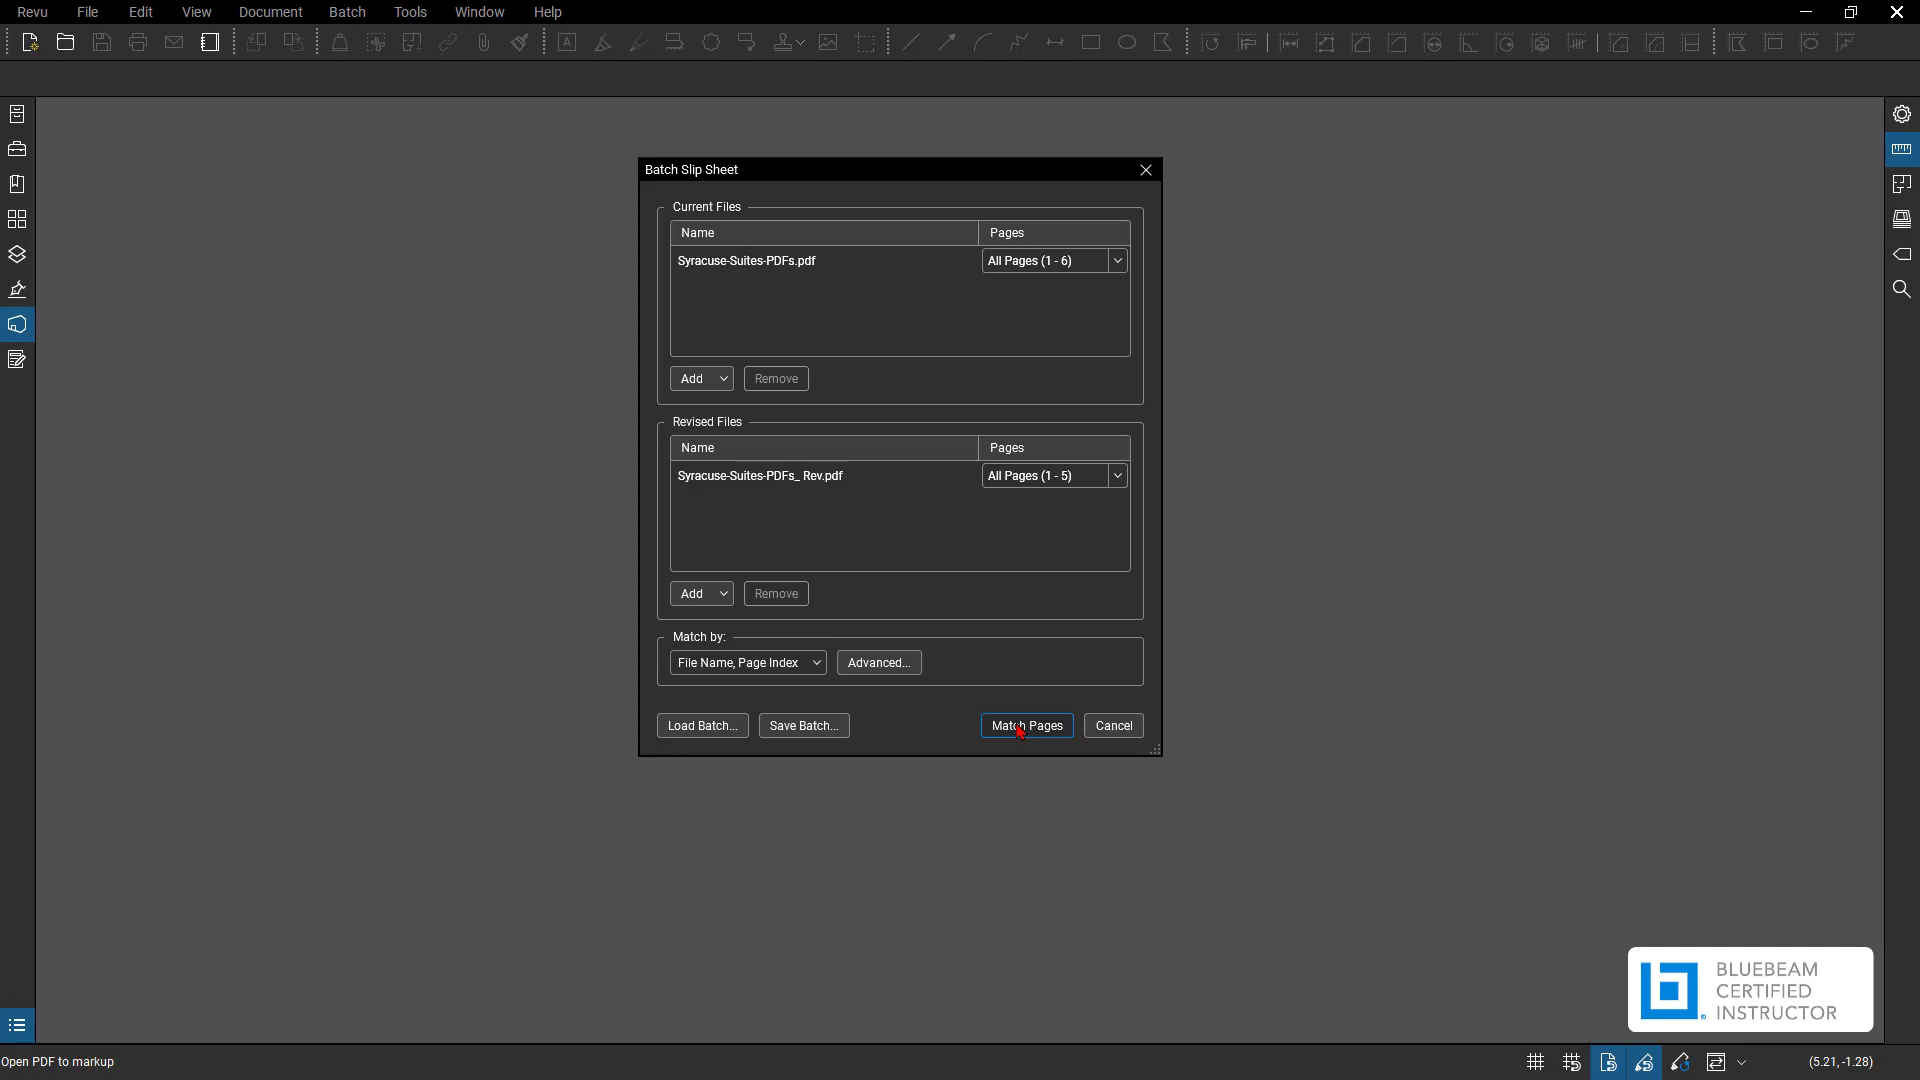 Revu File Edit View Document Batch Tools Window Help
Batch Slip Sheet
Current Files
Name Pages
Syracuse-Suites-PDFs.pdf All Pages (1 - 6)
Add Remove
Revised Files
Name Pages
Syracuse-Suites-PDFs_ Rev.pdf All Pages (1 - 5)
Add Remove
Match by:
File Name, Page Index Advanced...
Load Batch... Save Batch... Match Pages Cancel
BLUEBEAM
CERTIFIED
INSTRUCTOR
Open PDF to markup (5.21, -1.28)